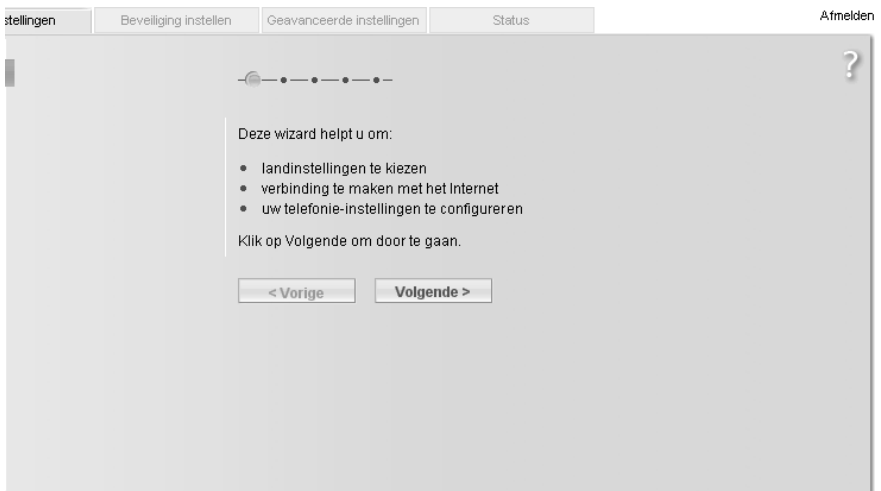 stellingen Beveiliging instellen Geavanceerde instellingen Status Afmelden
?
Deze wizard helpt u om:
landinstellingen te kiezen
verbinding te maken met het Internet
uw telefonie-instellingen te configureren
Klik op Volgende om door te gaan.
< Vorige Volgende >